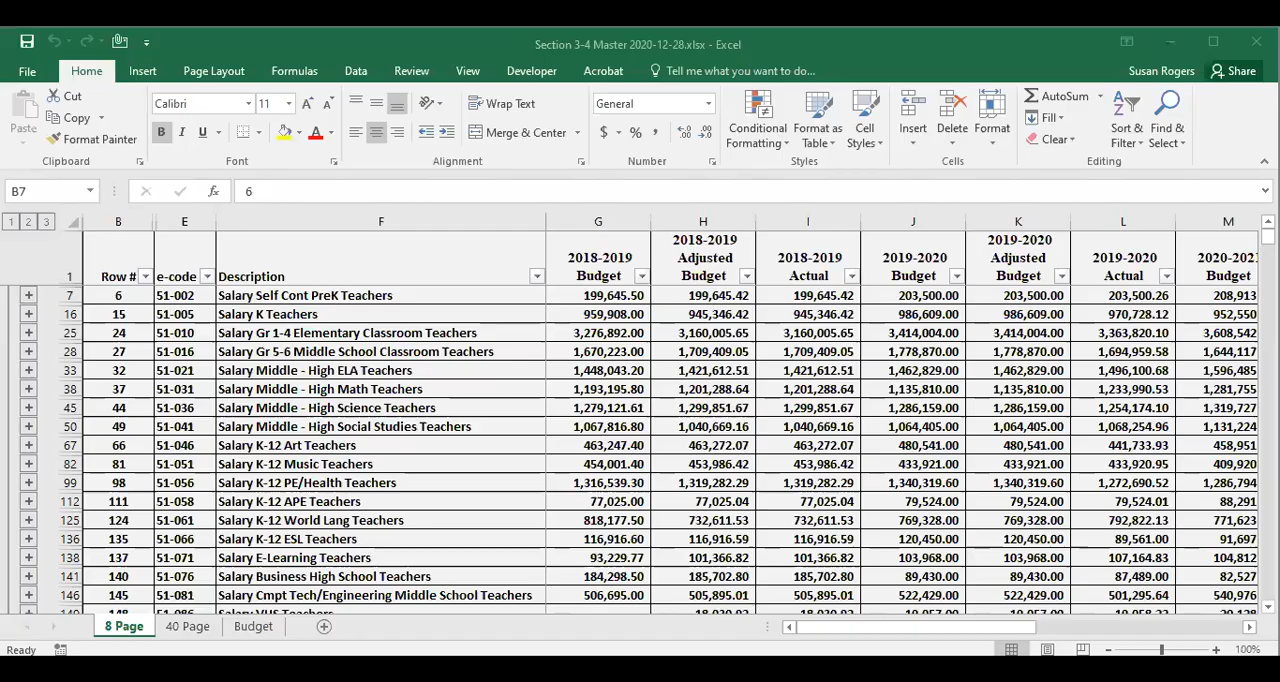 Section 3-4 Master 2020-12-28.xlsx - Excel
File Home Insert Page Layout Formulas Data Review View Developer Acrobat Tell me what you want to do... Susan Rogers Share
Paste Cut Copy Format Painter Clipboard
Calibri 11 B I U A Font
Wrap Text Merge & Center Alignment
General $ % , Number
Conditional Formatting Format as Table Cell Styles Styles
Insert Delete Format Cells
AutoSum Fill Clear Sort & Filter Find & Select Editing
B7 fx 6
1 2 3 B E F G H I J K L M
1 Row # e-code Description 2018-2019 Budget 2018-2019 Adjusted Budget 2018-2019 Actual 2019-2020 Budget 2019-2020 Adjusted Budget 2019-2020 Actual Budget
7 6 51-002 Salary Self Cont PreK Teachers 199,645.50 199,645.42 199,645.42 203,500.00 203,500.00 203,500.26 208,913
16 15 51-005 Salary K Teachers 959,908.00 945,346.42 945,346.42 986,609.00 986,609.00 970,728.12 952,550
25 24 51-010 Salary Gr 1-4 Elementary Classroom Teachers 3,276,892.00 3,160,005.65 3,160,005.65 3,414,004.00 3,414,004.00 3,363,820.10 3,608,542
28 27 51-016 Salary Gr 5-6 Middle School Classroom Teachers 1,670,223.00 1,709,409.05 1,709,409.05 1,778,870.00 1,778,870.00 1,694,959.58 1,644,117
33 32 51-021 Salary Middle - High ELA Teachers 1,448,043.20 1,421,612.51 1,421,612.51 1,462,829.00 1,462,829.00 1,496,100.68 1,596,485
38 37 51-031 Salary Middle - High Math Teachers 1,193,195.80 1,201,288.64 1,201,288.64 1,135,810.00 1,135,810.00 1,233,990.53 1,281,755
45 44 51-036 Salary Middle - High Science Teachers 1,279,121.61 1,299,851.67 1,299,851.67 1,286,159.00 1,286,159.00 1,254,174.10 1,319,727
50 49 51-041 Salary Middle - High Social Studies Teachers 1,067,816.80 1,040,669.16 1,040,669.16 1,064,405.00 1,064,405.00 1,068,254.96 1,131,224
67 66 51-046 Salary K-12 Art Teachers 463,247.40 463,272.07 463,272.07 480,541.00 480,541.00 441,733.93 458,951
82 81 51-051 Salary K-12 Music Teachers 454,001.40 453,986.42 453,986.42 433,921.00 433,921.00 433,920.95 409,920
99 98 51-056 Salary K-12 PE/Health Teachers 1,316,539.30 1,319,282.29 1,319,282.29 1,340,319.60 1,340,319.60 1,272,690.52 1,286,794
112 111 51-058 Salary K-12 APE Teachers 77,025.00 77,025.04 77,025.04 79,524.00 79,524.00 79,524.01 88,291
125 124 51-061 Salary K-12 World Lang Teachers 818,177.50 732,611.53 732,611.53 769,328.00 769,328.00 792,822.13 771,623
136 135 51-066 Salary K-12 ESL Teachers 116,916.60 116,916.59 116,916.59 120,450.00 120,450.00 89,561.00 91,697
138 137 51-071 Salary E-Learning Teachers 93,229.77 101,366.82 101,366.82 103,968.00 103,968.00 107,164.83 104,812
141 140 51-076 Salary Business High School Teachers 184,298.50 185,702.80 185,702.80 89,430.00 89,430.00 87,489.00 82,527
146 145 51-081 Salary Cmpt Tech/Engineering Middle School Teachers 506,695.00 505,895.01 505,895.01 522,429.00 522,429.00 501,295.64 540,976
8 Page 40 Page Budget
Ready 100%